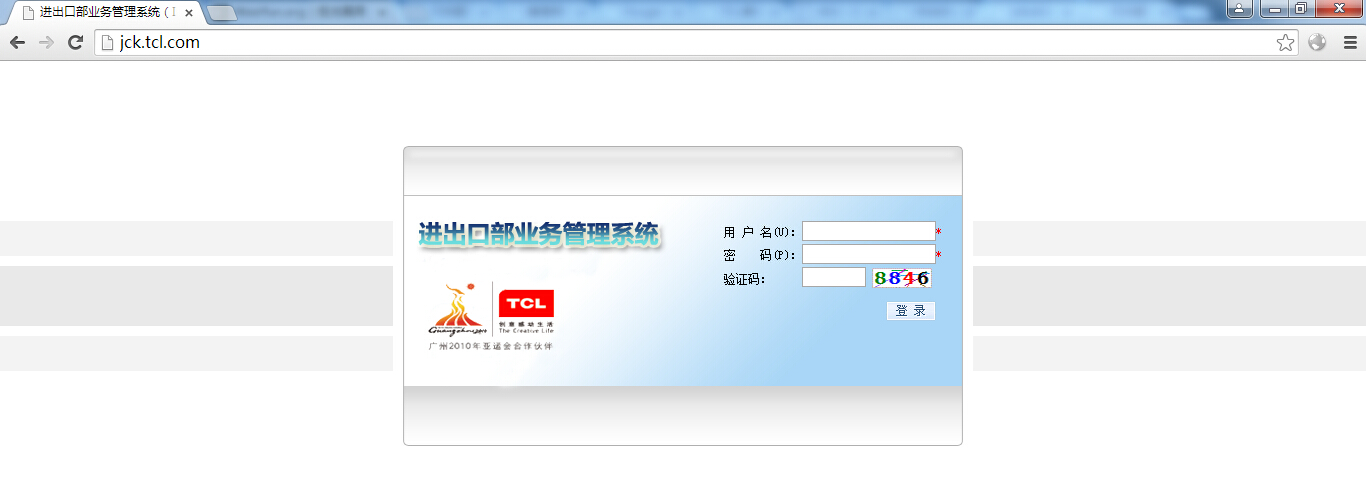 进出口部业务管理系统（I
jck.tcl.com
进出口部业务管理系统
用 户 名(U):
*
密 码(P):
*
验证码:
8846
登 录
TCL
创意感动生活
The Creative Life
Guangzhou2010
广州2010年亚运会合作伙伴